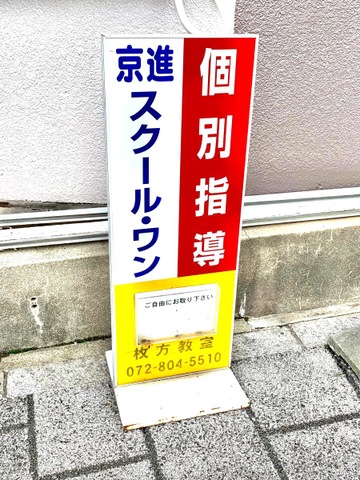 個別指導
京進
スクール・ワン
ご自由にお取り下さい
枚方教室
072-804-5510